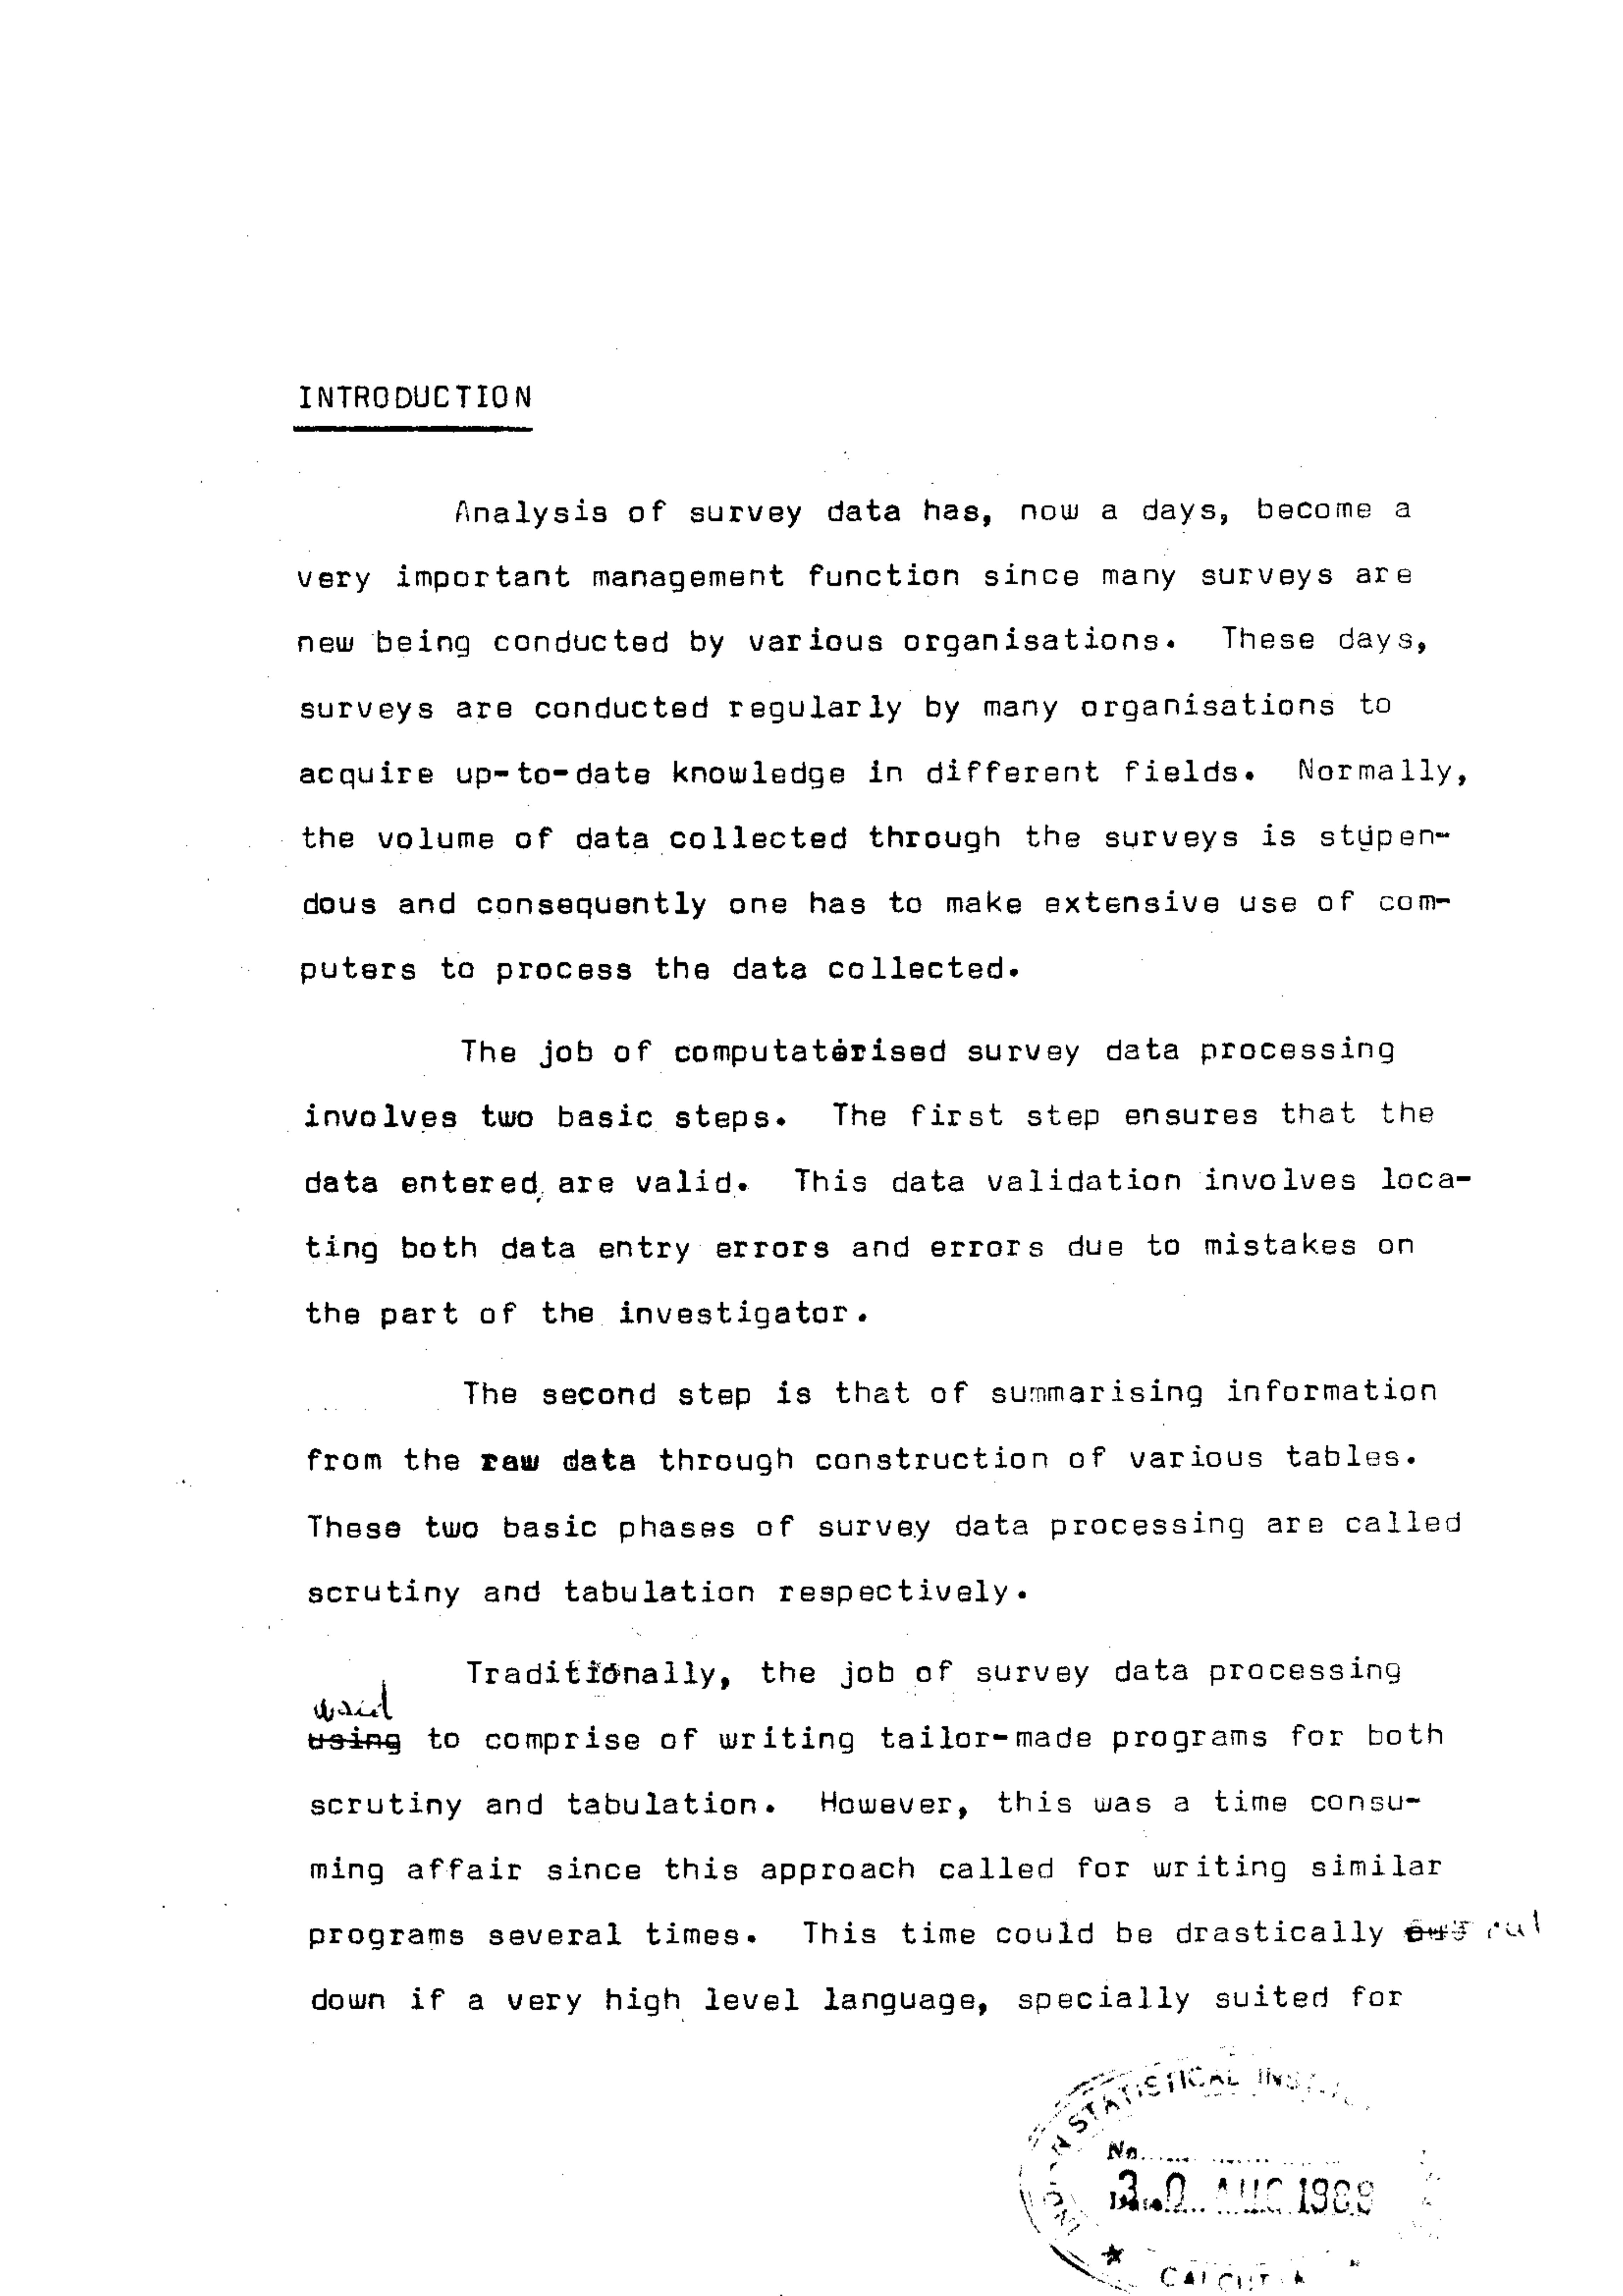 INTRODUCTION
Analysis of survey data has, now a days, become a
very important management function since many surveys are
new being conducted by various organisations. These days,
surveys are conducted regularly by many organisations to
acquire up-to-date knowledge in different fields. Normally,
the volume of data collected through the surveys is stupen-
dous and consequently one has to make extensive use of com-
puters to process the data collected.
The job of computaterised survey data processing
involves two basic steps. The first step ensures that the
data entered are valid. This data validation involves loca-
ting both data entry errors and errors due to mistakes on
the part of the investigator.
The second step is that of summarising information
from the raw data through construction of various tables.
These two basic phases of survey data processing are called
scrutiny and tabulation respectively.
Traditionally, the job of survey data processing
used
using to comprise of writing tailor-made programs for both
scrutiny and tabulation. However, this was a time consu-
ming affair since this approach called for writing similar
programs several times. This time could be drastically cut
down if a very high level language, specially suited for
STATISTICAL
No.
30 AUG 1989
CALCUTTA